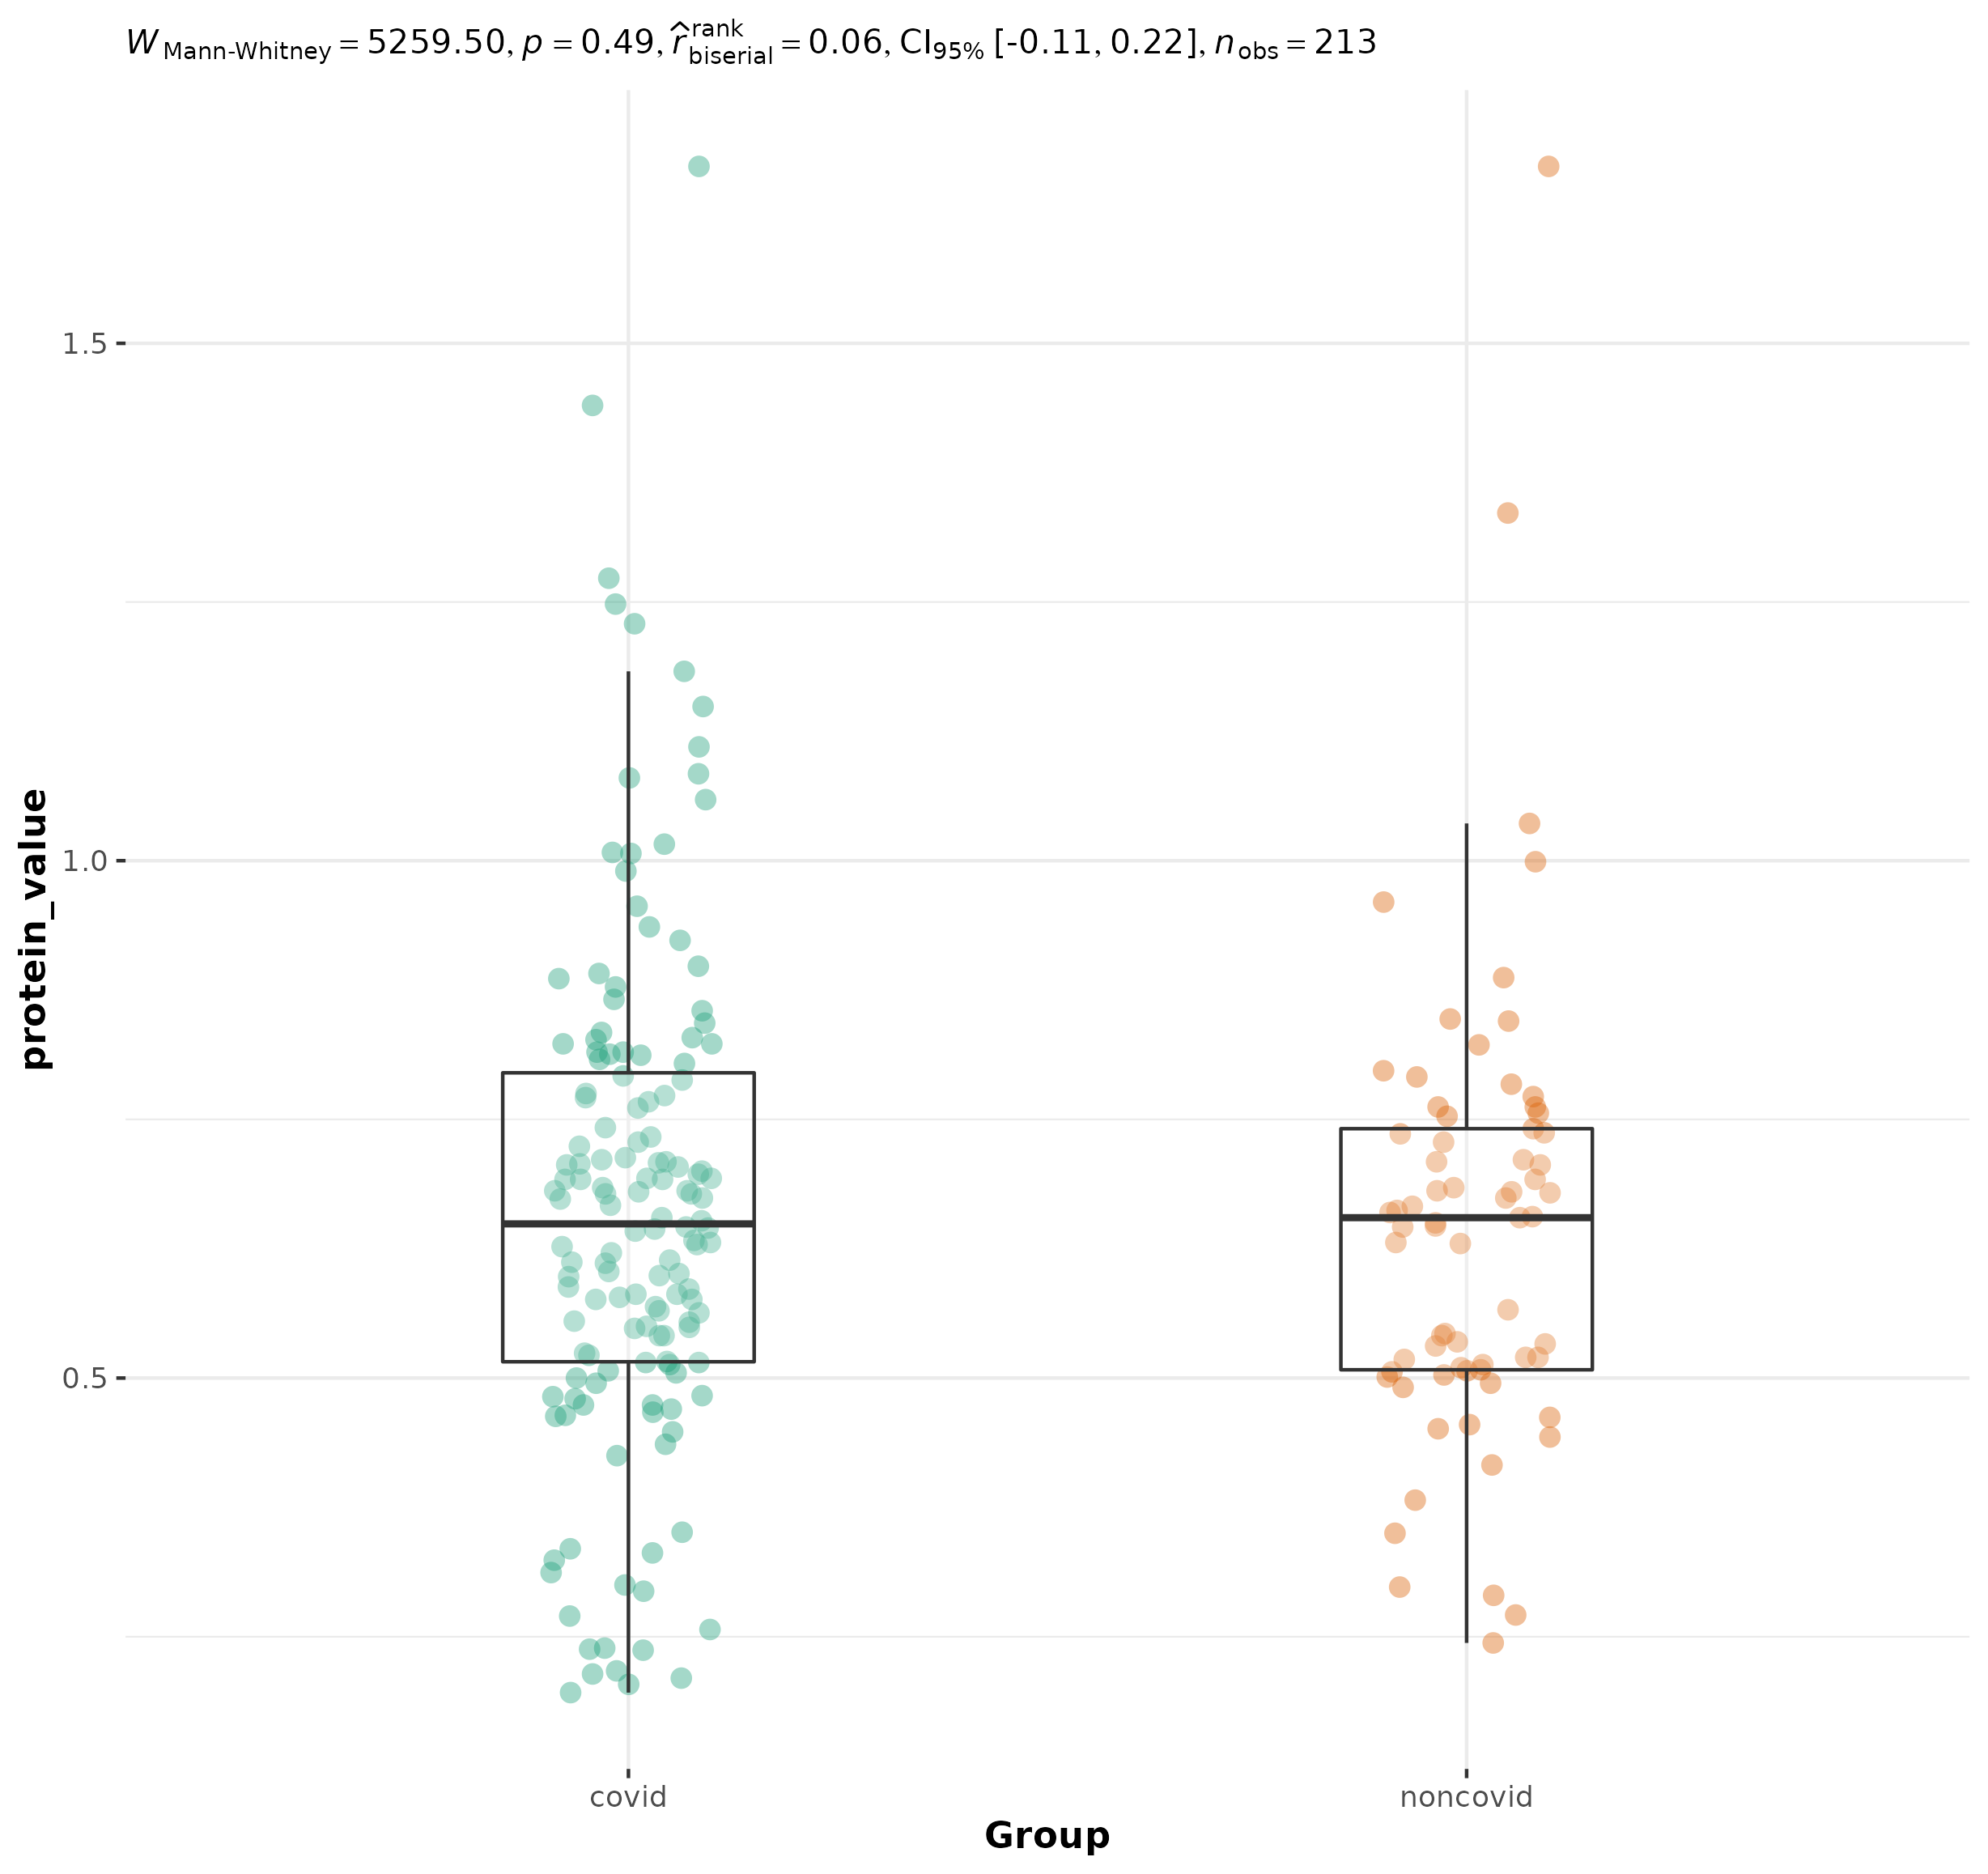 W Mann-Whitney = 5259.50, p = 0.49, r̂ rank biserial = 0.06, CI95% [-0.11, 0.22], n obs = 213
1.5
1.0
0.5
protein_value
covid noncovid
Group